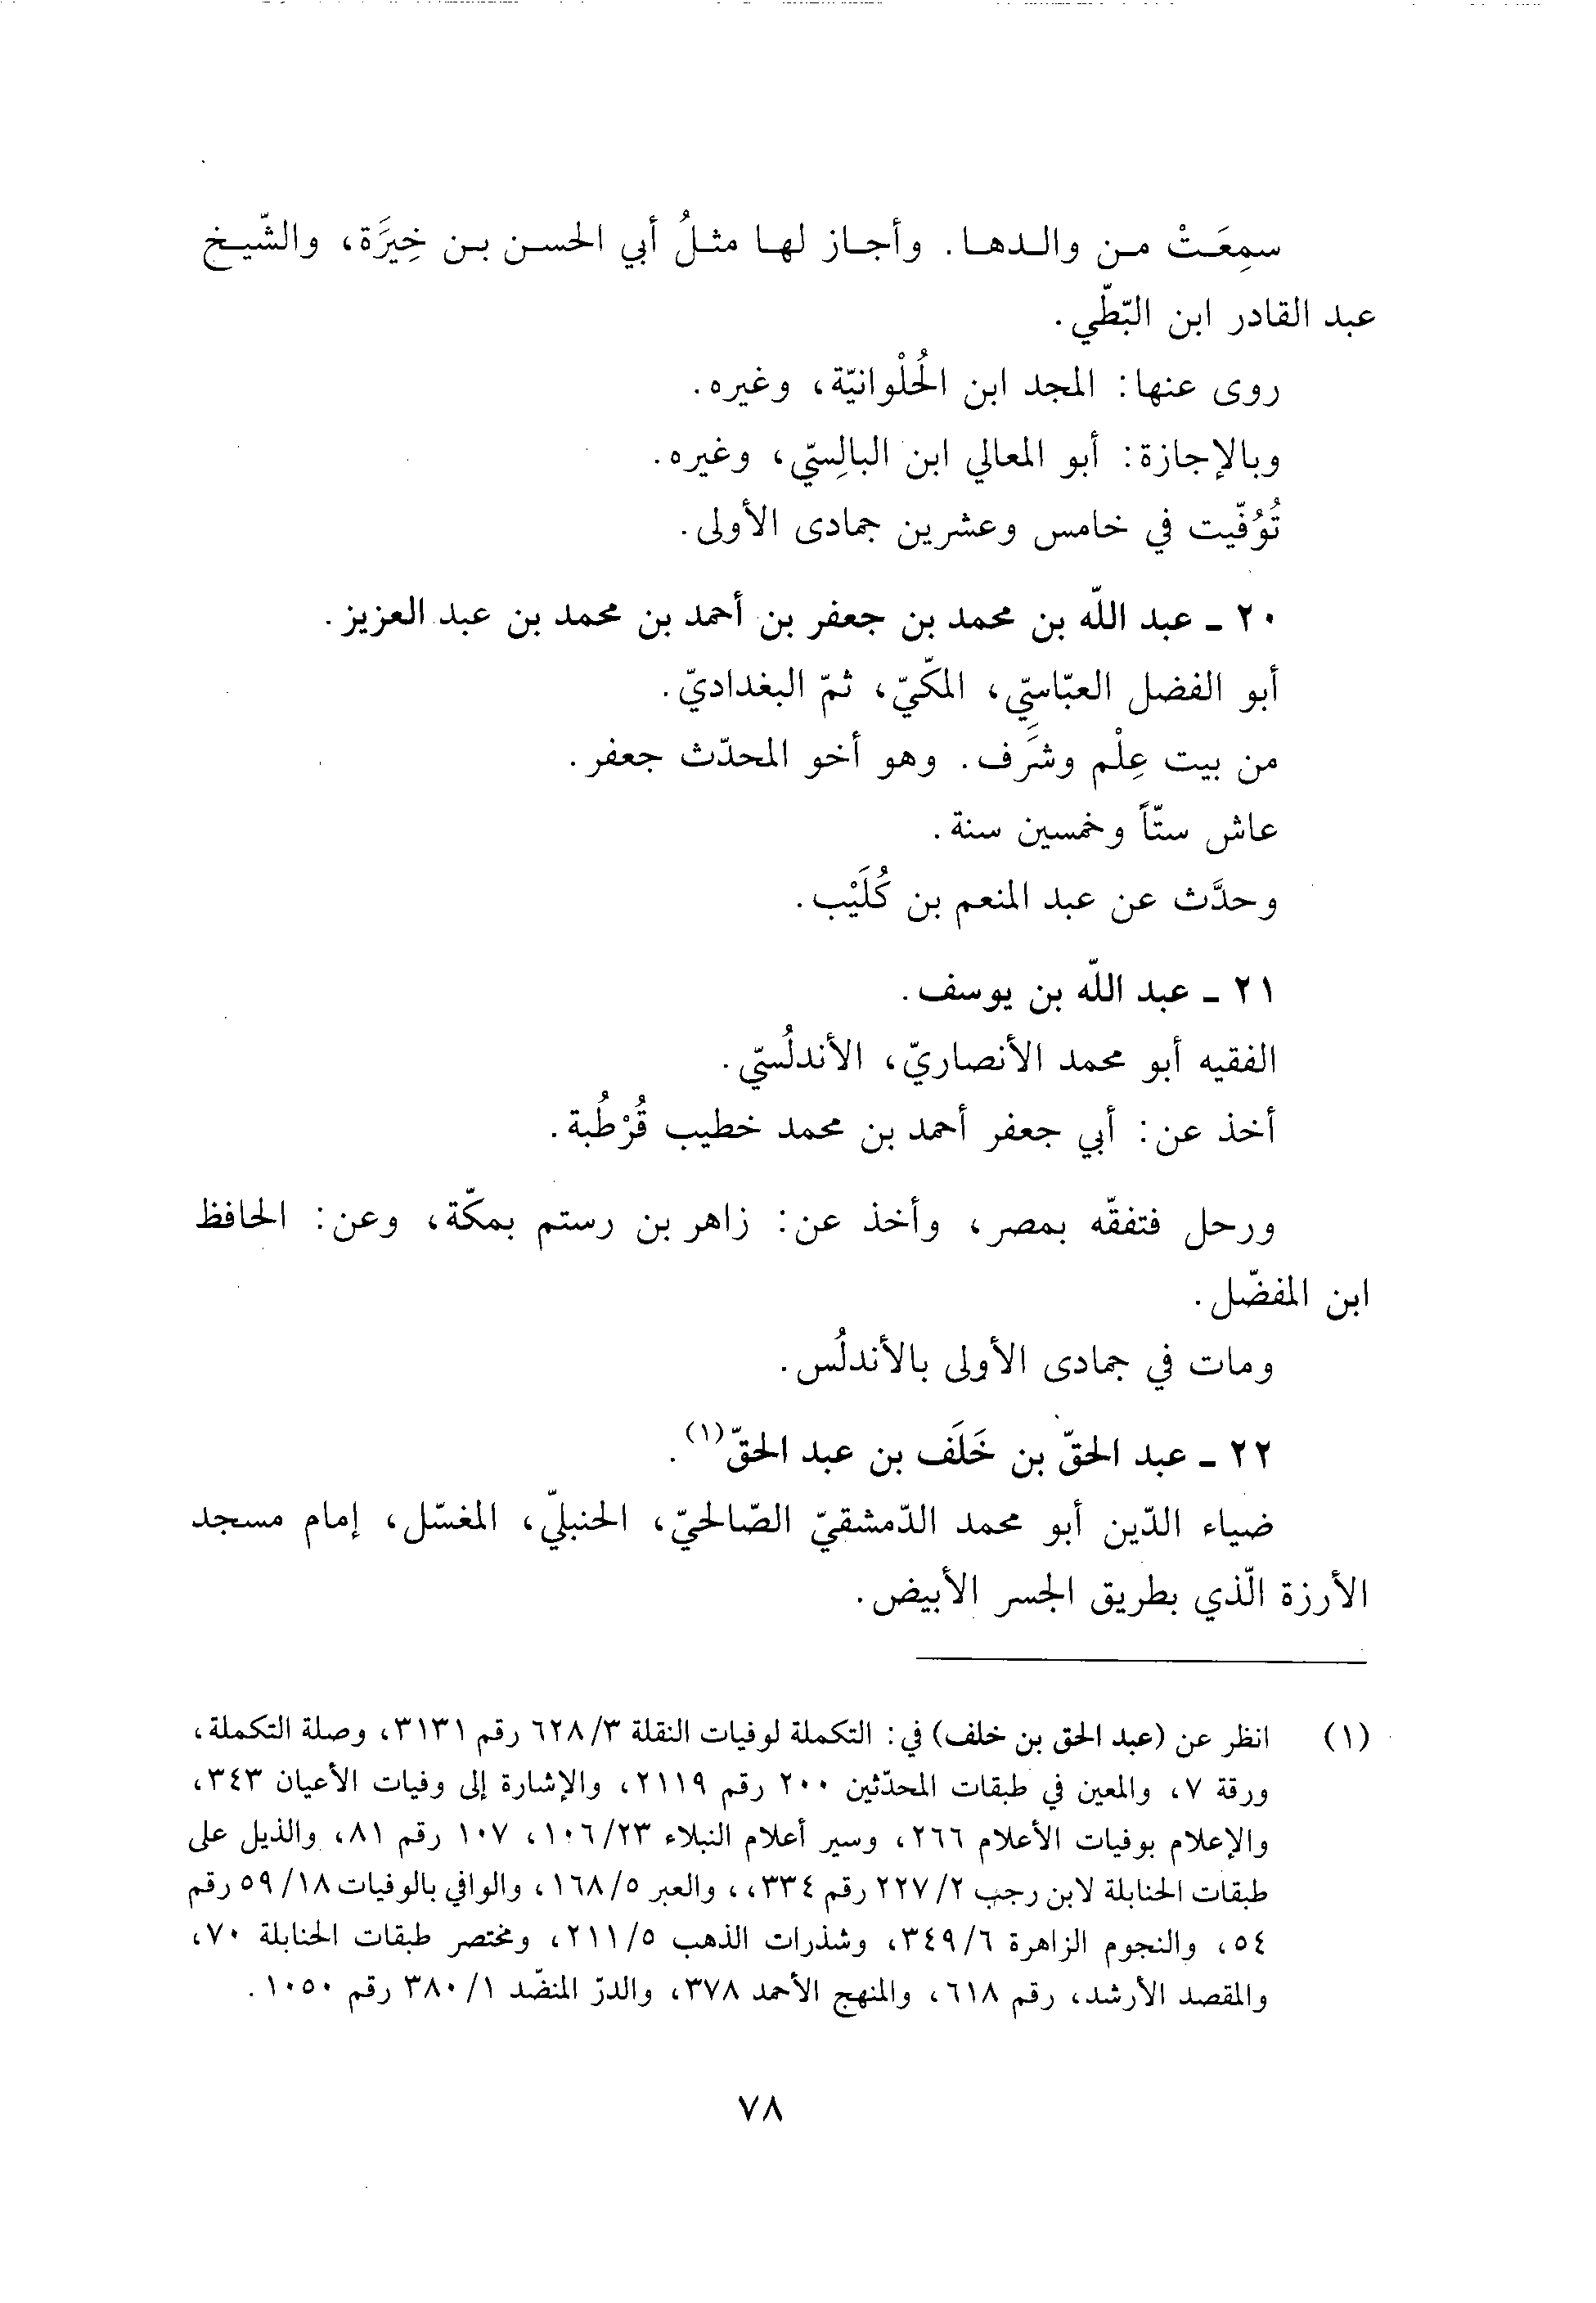 سمِعَتْ من والدها. وأجاز لها مثلُ أبي الحسن بن خِيَرَة، والشّيخ
عبد القادر ابن البّطّي.
روى عنها: المجد ابن الحُلْوانيّة، وغيره.
وبالإجازة: أبو المعالي ابن البالِسيّ، وغيره.
تُوُفّيت في خامس وعشرين جمادى الأولى.
٢٠ ـ عبد اللّه بن محمد بن جعفر بن أحمد بن محمد بن عبد العزيز.
أبو الفضل العبّاسيّ، المكّيّ، ثمّ البغداديّ.
من بيت عِلْم وشَرَف. وهو أخو المحدّث جعفر.
عاش ستّاً وخمسين سنة.
وحدَّث عن عبد المنعم بن كُلَيْب.
٢١ ـ عبد اللّه بن يوسف.
الفقيه أبو محمد الأنصاريّ، الأندلُسيّ.
أخذ عن: أبي جعفر أحمد بن محمد خطيب قُرْطُبة.
ورحل فتفقّه بمصر، وأخذ عن: زاهر بن رستم بمكّة، وعن: الحافظ
ابن المفضّل.
ومات في جمادى الأولى بالأندلُس.
٢٢ ـ عبد الحقّ بن خَلَف بن عبد الحقّ(١).
ضياء الدّين أبو محمد الدّمشقيّ الصّالحيّ، الحنبليّ، المغسّل، إمام مسجد
الأرزة الّذي بطريق الجسر الأبيض.
(١) انظر عن (عبد الحق بن خلف) في: التكملة لوفيات النقلة ٣/ ٦٢٨ رقم ٣١٣١، وصلة التكملة،
ورقة ٧، والمعين في طبقات المحدّثين ٢٠٠ رقم ٢١١٩، والإشارة إلى وفيات الأعيان ٣٤٣،
والإعلام بوفيات الأعلام ٢٦٦، وسير أعلام النبلاء ٢٣/ ١٠٦، ١٠٧ رقم ٨١، والذيل على
طبقات الحنابلة لابن رجب ٢/ ٢٢٧ رقم ٣٣٤،، والعبر ٥/ ١٦٨، والوافي بالوفيات ١٨/ ٥٩ رقم
٥٤، والنجوم الزاهرة ٦/ ٣٤٩، وشذرات الذهب ٥/ ٢١١، ومختصر طبقات الحنابلة ٧٠،
والمقصد الأرشد، رقم ٦١٨، والمنهج الأحمد ٣٧٨، والدرّ المنضّد ١/ ٣٨٠ رقم ١٠٥٠.
٧٨